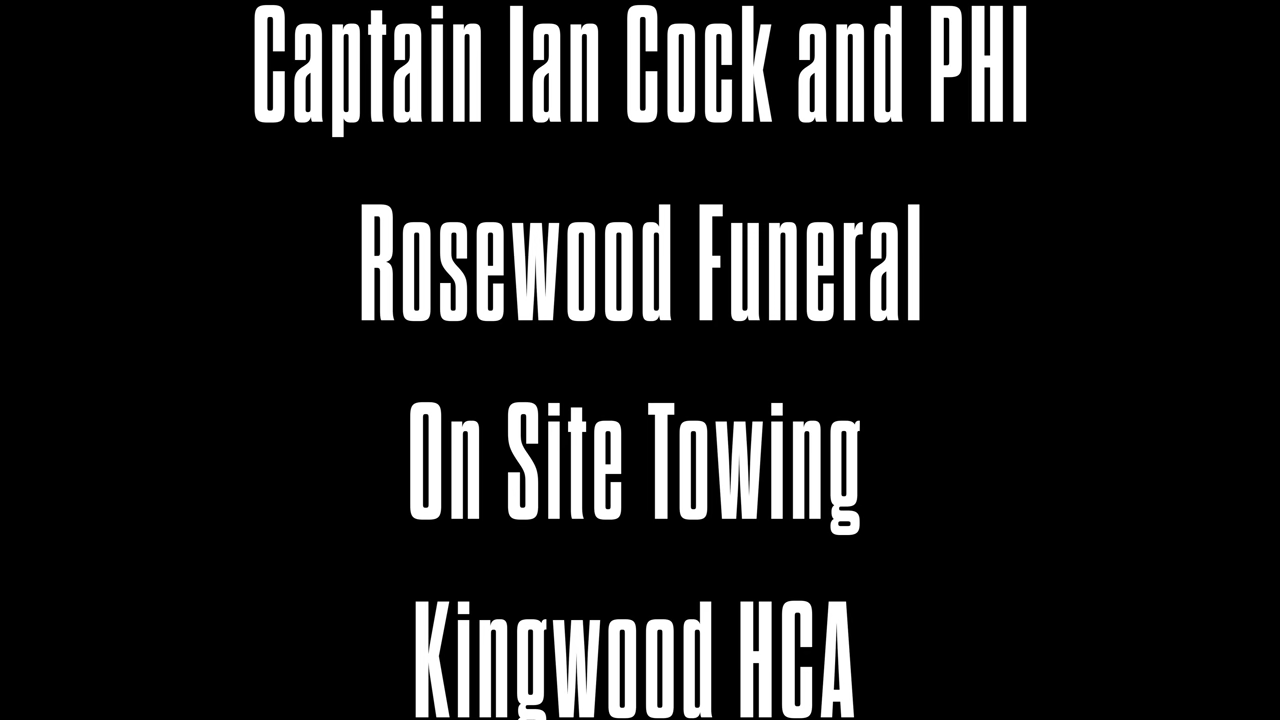 Captain Ian Cock and PHI
Rosewood Funeral
On Site Towing
Kingwood HCA